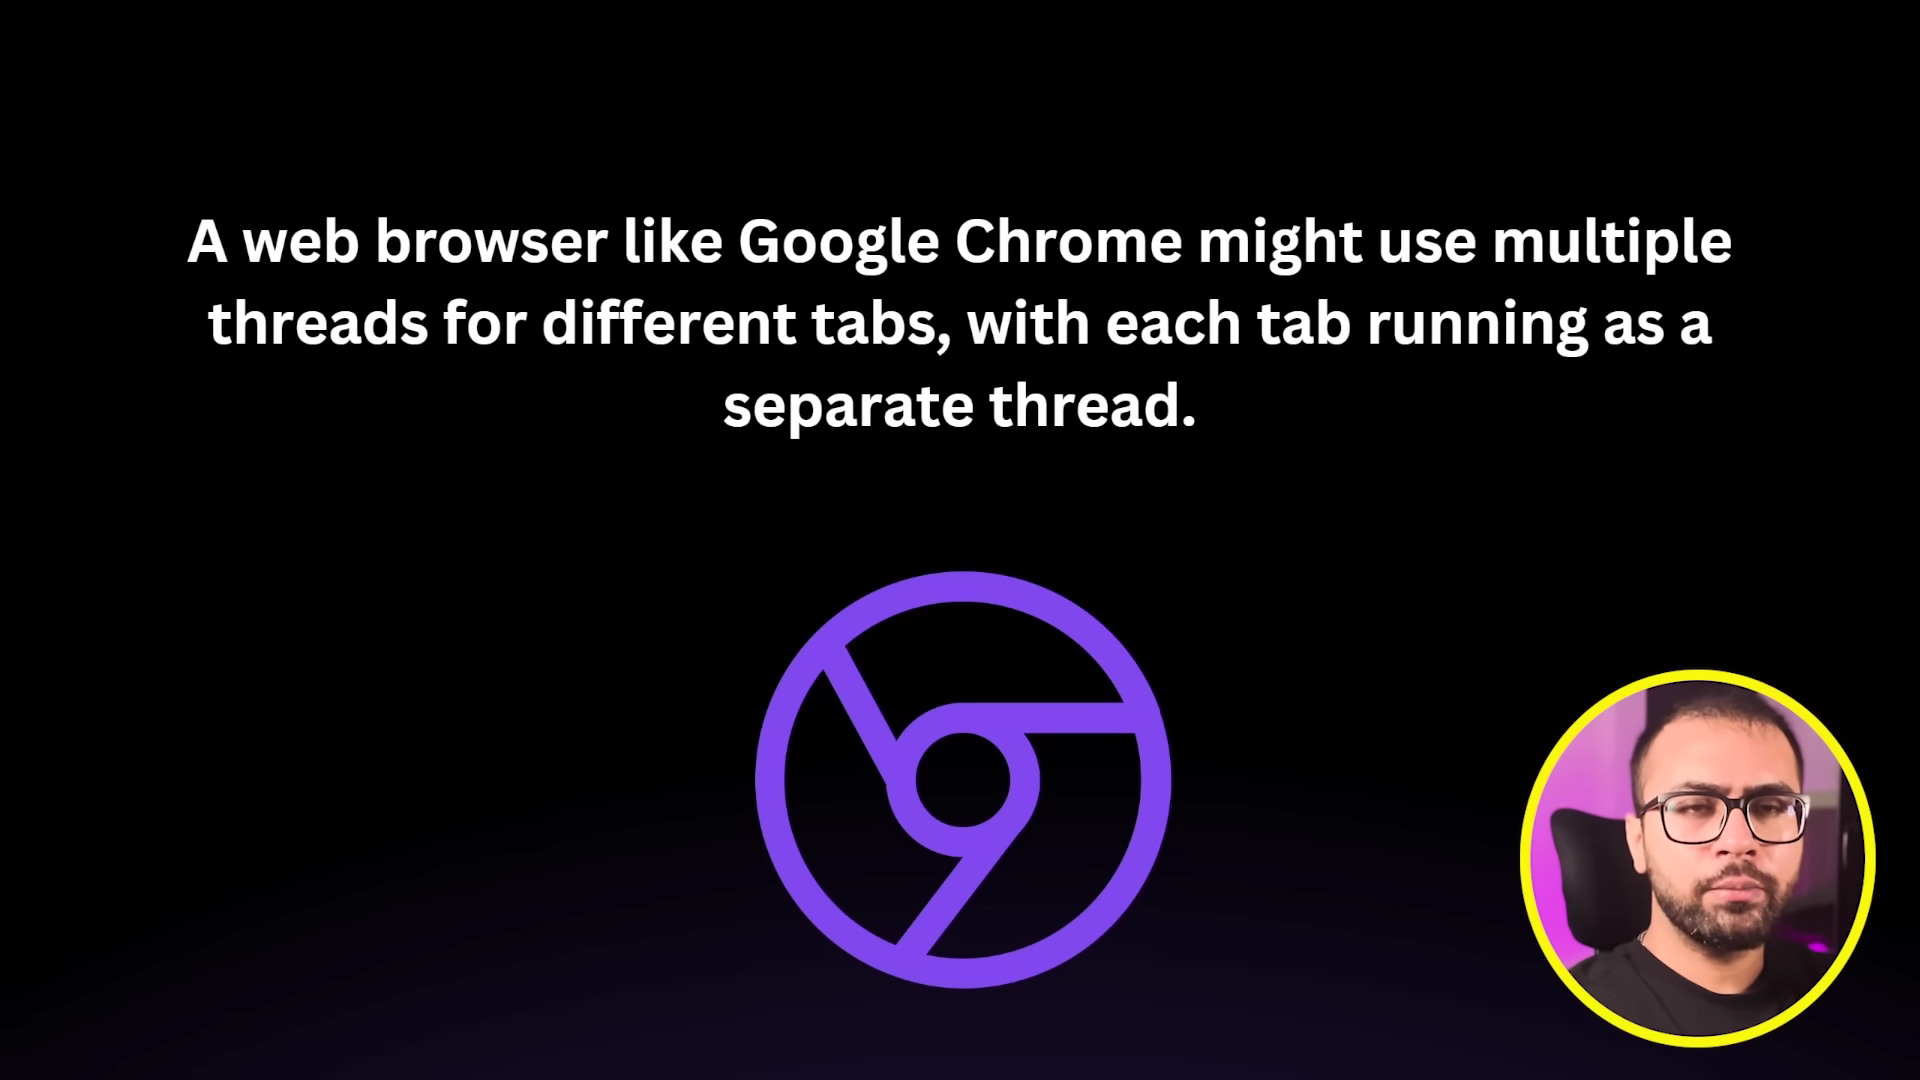 A web browser like Google Chrome might use multiple
threads for different tabs, with each tab running as a
separate thread.